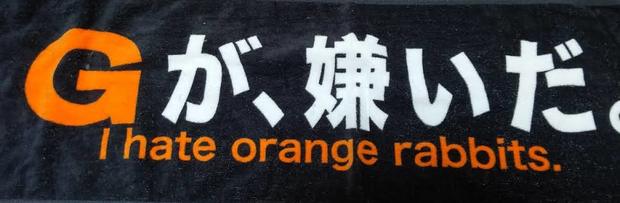 Gが、嫌いだ。
I hate orange rabbits.